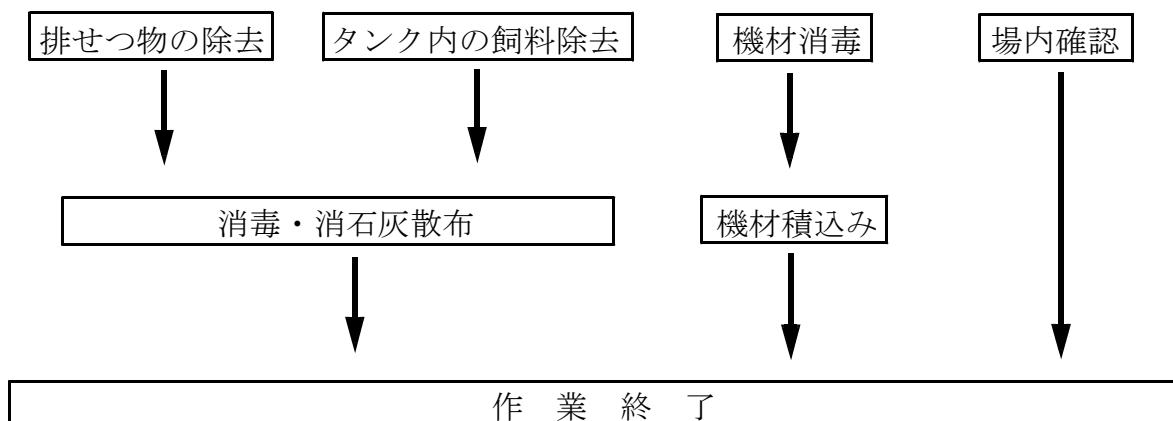 排せつ物の除去
タンク内の飼料除去
機材消毒
場内確認
消毒・消石灰散布
機材積込み
作 業 終 了